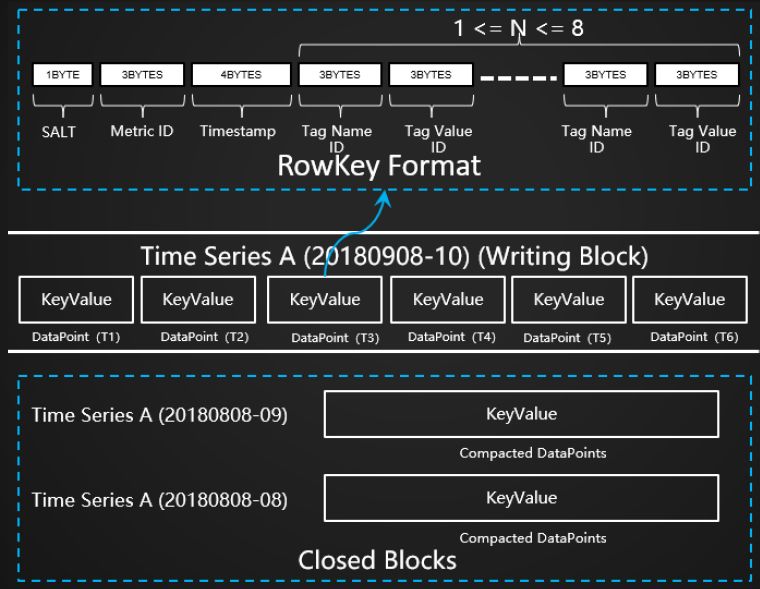 1 <= N <= 8
1BYTE 3BYTES 4BYTES 3BYTES 3BYTES 3BYTES 3BYTES
SALT Metric ID Timestamp Tag Name ID Tag Value ID Tag Name ID Tag Value ID
RowKey Format
Time Series A (20180908-10) (Writing Block)
KeyValue KeyValue KeyValue KeyValue KeyValue KeyValue
DataPoint (T1) DataPoint (T2) DataPoint (T3) DataPoint (T4) DataPoint (T5) DataPoint (T6)
Time Series A (20180808-09) KeyValue
Compacted DataPoints
Time Series A (20180808-08) KeyValue
Compacted DataPoints
Closed Blocks